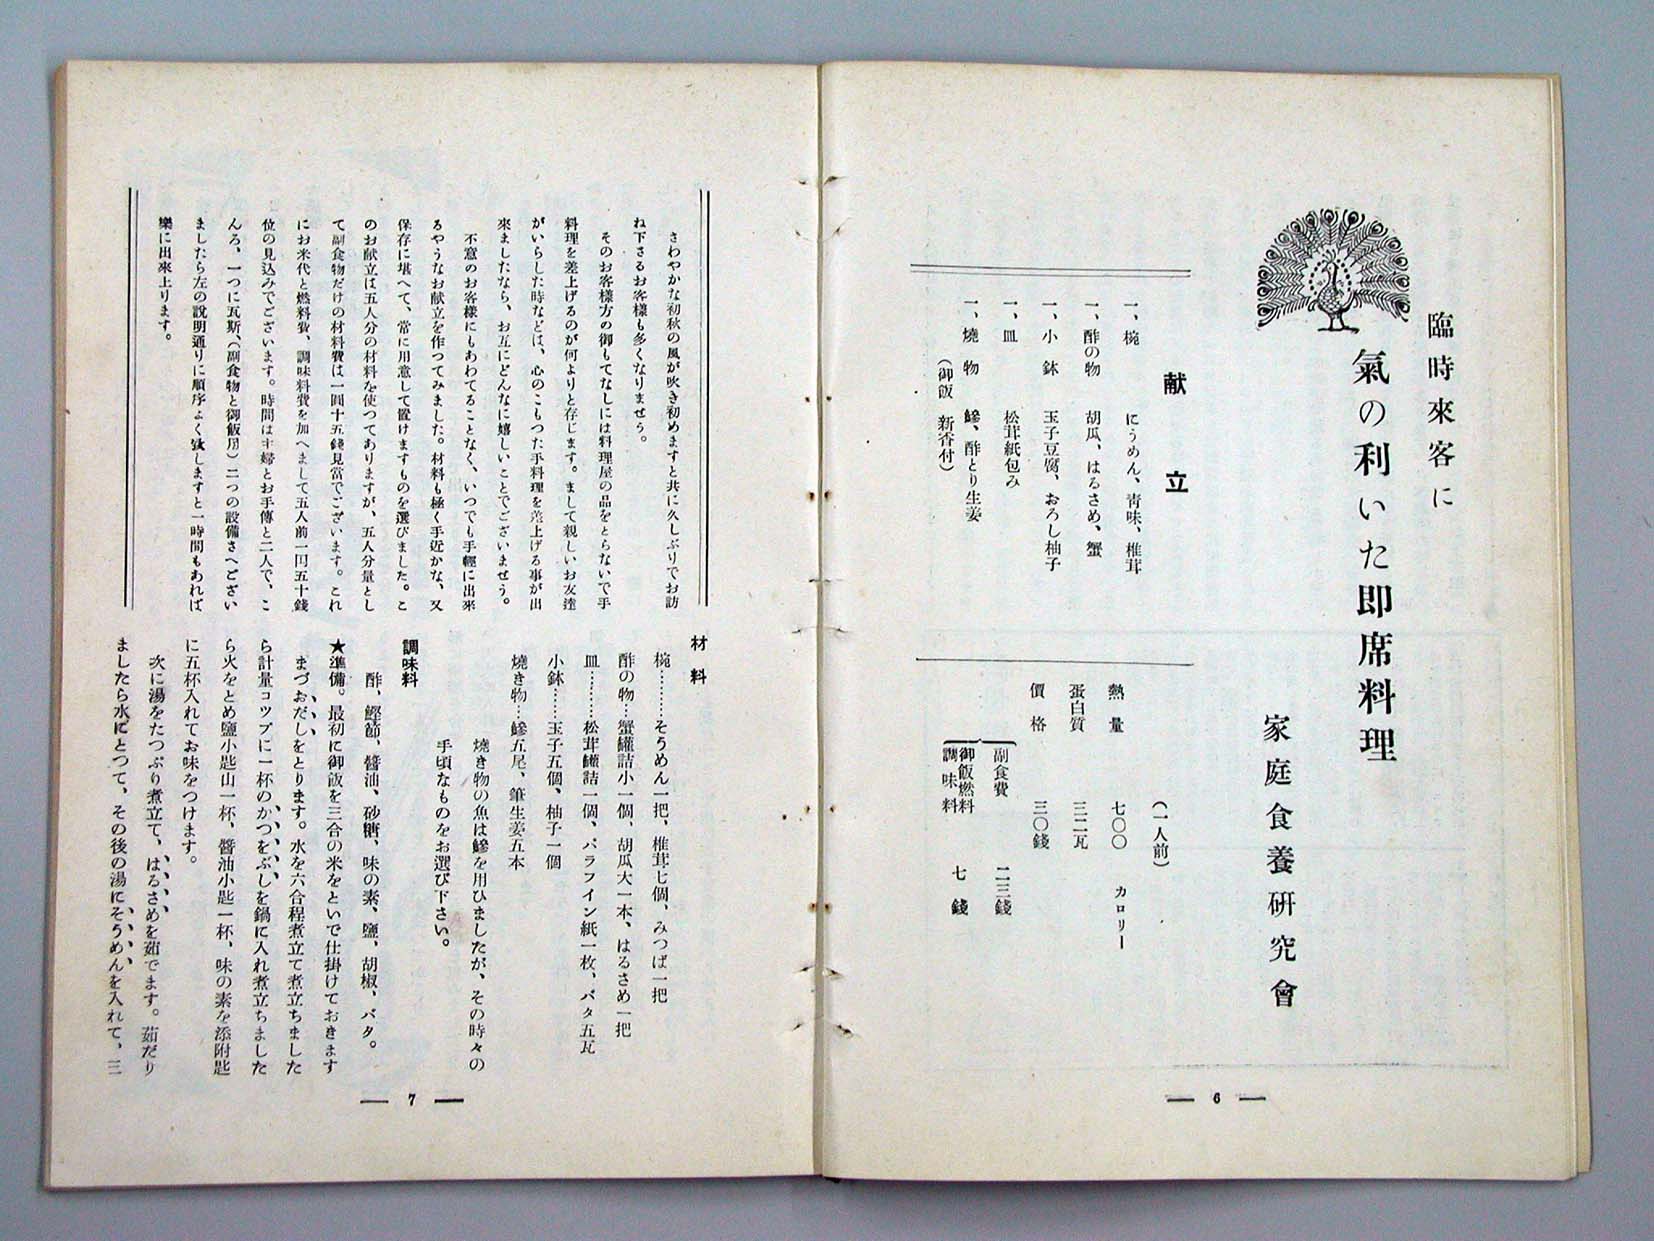 臨時來客に
氣の利いた即席料理
家庭食養硏究會
献立
一、椀　にうめん、靑味、椎茸
一、酢の物　胡瓜、はるさめ、蟹
一、小鉢　玉子豆腐、おろし柚子
一、皿　松茸紙包み
一、燒物　鰺、酢とり生姜
（御飯　新香付）
（一人前）
熱量　七〇〇　カロリー
蛋白質　三二瓦
價格　三〇錢
副食費　二三錢
御飯燃料
調味料　七錢
6
さわやかな初秋の風が吹き初めますと共に久しぶりでお訪
ね下さるお客様も多くなりませう。
そのお客様方の御もてなしには料理屋の品をとらないで手
料理を差上げるのが何よりと存じます。まして親しいお友達
がいらした時などは、心のこもつた手料理を差上げる事が出
來ましたなら、お互にどんなに嬉しいことでございませう。
不意のお客様にもあわてることなく、いつでも手輕に出來
るやうなお献立を作つてみました。材料も極く手近かな、又
保存に堪へて、常に用意して置けますものを選びました。こ
のお献立は五人分の材料を使つてありますが、五人分量とし
て副食物だけの材料費は一圓十五錢見當でございます。これ
にお米代と燃料費、調味料費を加へまして五人前一円五十錢
位の見込みでございます。時間は主婦とお手傳と二人で、こ
んろ、一つに瓦斯、（副食物と御飯用）二つの設備さへござい
ましたら左の說明通りに順序よく致しますと一時間もあれば
樂に出來上ります。
材料
椀………そうめん一把、椎茸七個、みつば一把
酢の物…蟹罐詰小一個、胡瓜大一本、はるさめ一把
皿………松茸罐詰一個、パラフイン紙一枚、バタ五瓦
小鉢……玉子五個、柚子一個
燒き物…鰺五尾、筆生姜五本
燒き物の魚は鰺を用ひましたが、その時々の
手頃なものをお選び下さい。
調味料
酢、鰹節、醬油、砂糖、味の素、鹽、胡椒、バタ。
★準備。最初に御飯を三合の米をといで仕掛けておきます
まづおだしをとります。水を六合程煮立て煮立ちました
ら計量コツプに一杯のかつをぶしを鍋に入れ煮立ちました
ら火をとめ鹽小匙山一杯、醬油小匙一杯、味の素を添附匙
に五杯入れてお味をつけます。
次に湯をたつぷり煮立て、はるさめを茹でます。茹だり
ましたら水にとつて、その後の湯にそうめんを入れて、三
7